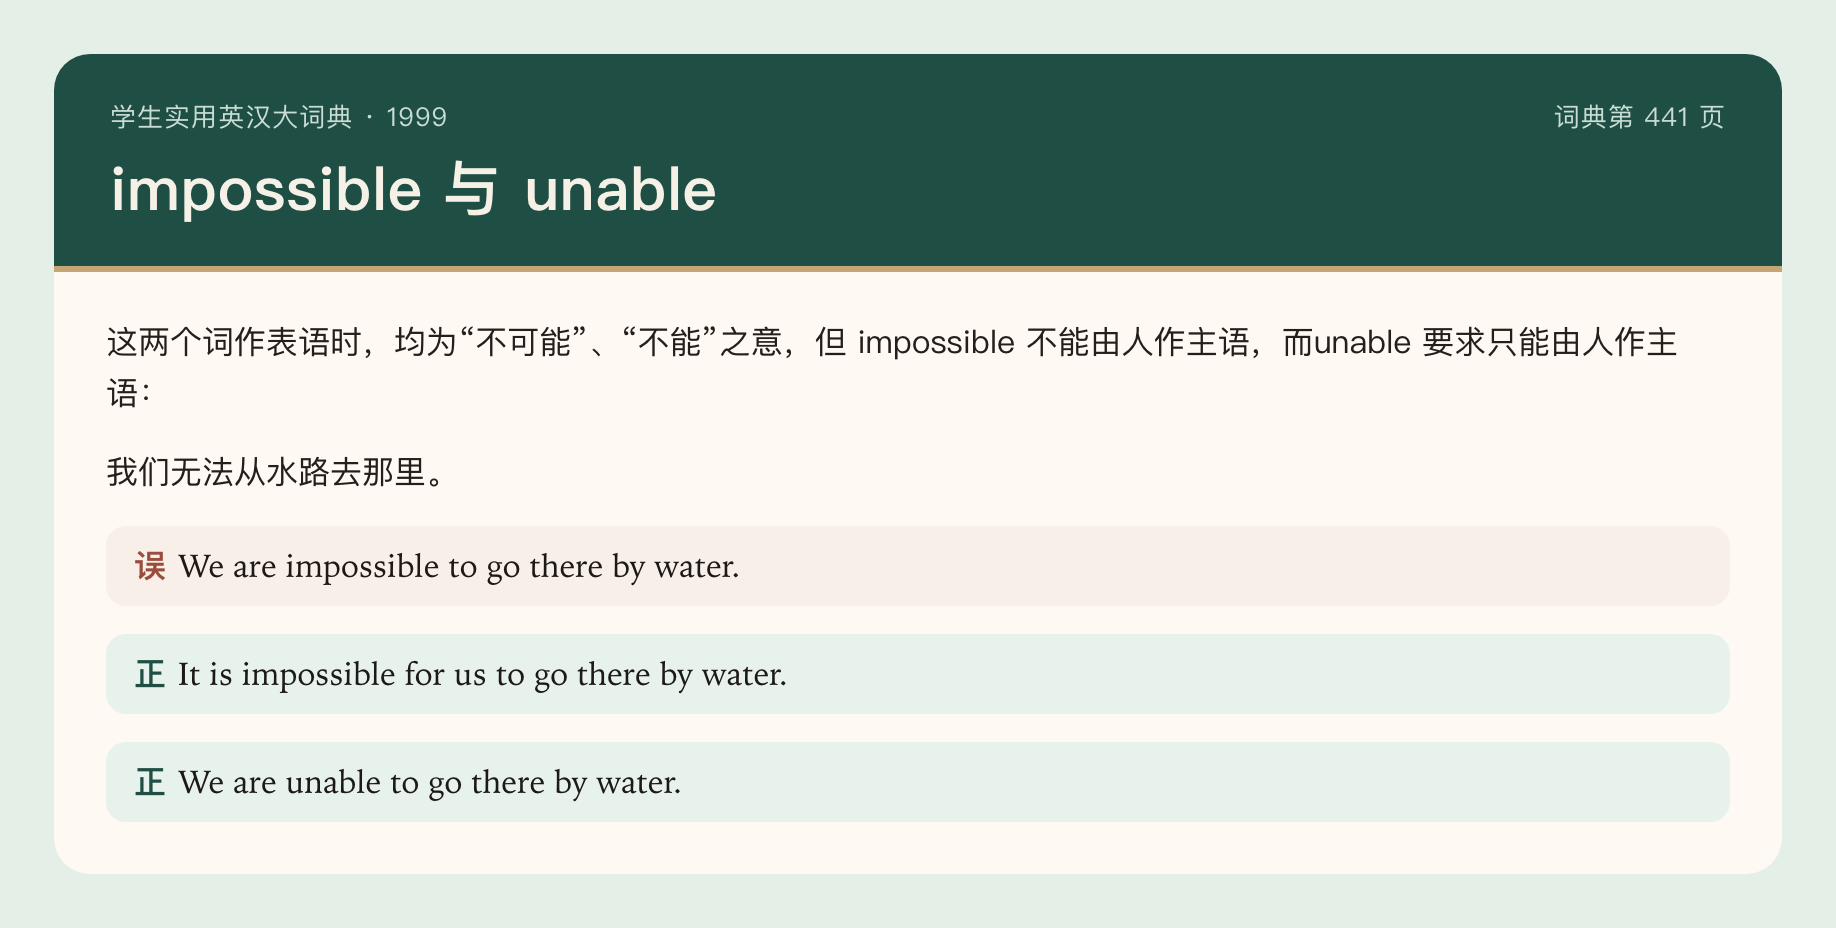 学生实用英汉大词典 · 1999
词典第 441 页
impossible 与 unable
这两个词作表语时，均为“不可能”、“不能”之意，但 impossible 不能由人作主语，而unable 要求只能由人作主
语：
我们无法从水路去那里。
误 We are impossible to go there by water.
正 It is impossible for us to go there by water.
正 We are unable to go there by water.